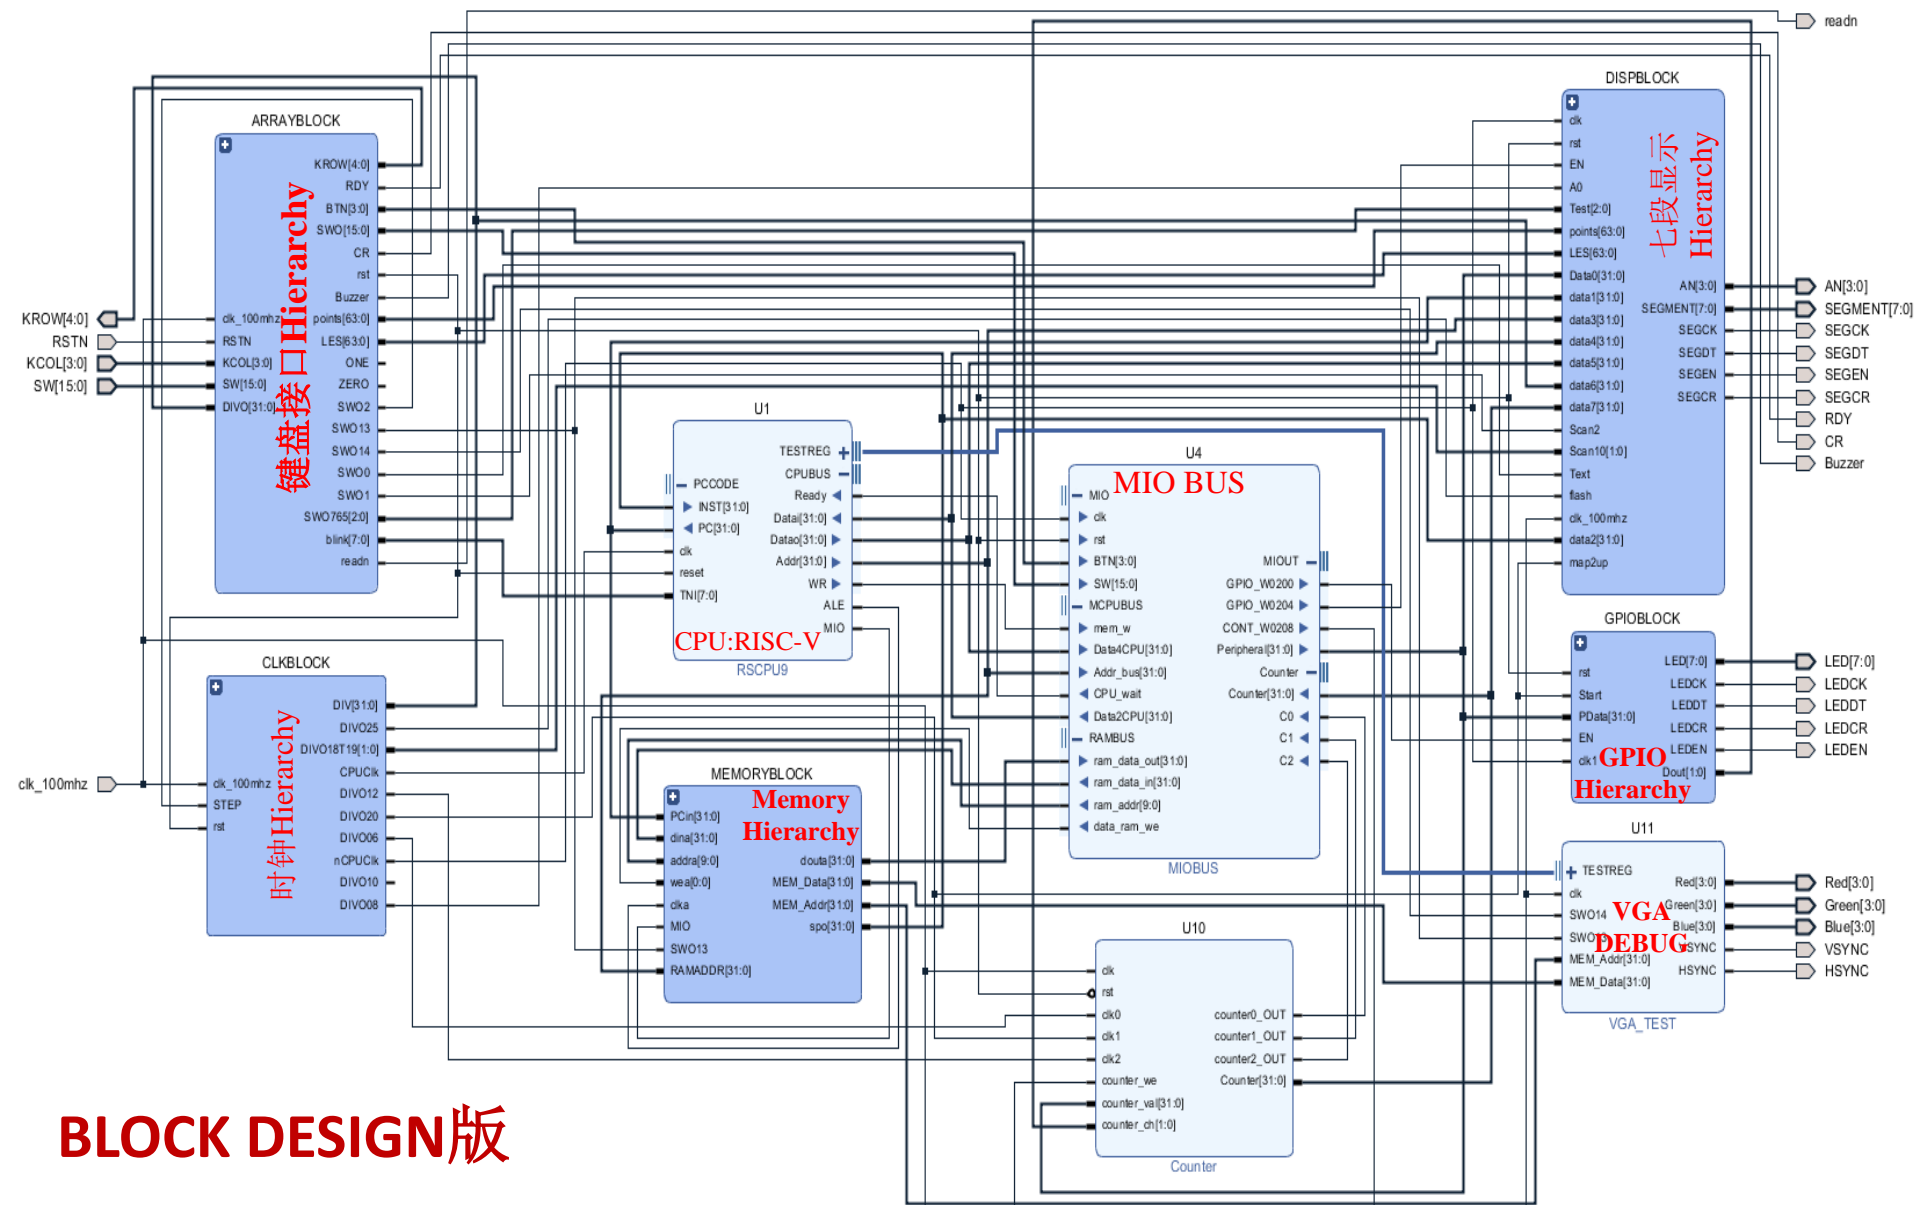 readn
DISPBLOCK
clk
rst
EN
A0
Test[2:0]
points[63:0]
LES[63:0]
Data0[31:0]
data1[31:0]
data3[31:0]
data4[31:0]
data5[31:0]
data6[31:0]
data7[31:0]
Scan2
Scan10[1:0]
Text
flash
clk_100mhz
data2[31:0]
map2up
七段显示
Hierarchy
AN[3:0]
SEGMENT[7:0]
SEGCK
SEGDT
SEGEN
SEGCR
AN[3:0]
SEGMENT[7:0]
SEGCK
SEGDT
SEGEN
SEGCR
RDY
CR
Buzzer
ARRAYBLOCK
KROW[4:0]
RDY
BTN[3:0]
SWO[15:0]
CR
rst
Buzzer
points[63:0]
LES[63:0]
ONE
ZERO
SWO2
SWO13
SWO14
SWO0
SWO1
SWO765[2:0]
blink[7:0]
readn
clk_100mhz
RSTN
KCOL[3:0]
SW[15:0]
DIVO[31:0]
键盘接口Hierarchy
KROW[4:0]
RSTN
KCOL[3:0]
SW[15:0]
U1
TESTREG
CPUBUS
Ready
Datai[31:0]
Datao[31:0]
Addr[31:0]
WR
ALE
MIO
PCCODE
INST[31:0]
PC[31:0]
clk
reset
TNI[7:0]
CPU:RISC-V
RSCPU9
U4
MIO BUS
MIO
clk
rst
BTN[3:0]
SW[15:0]
MCPUBUS
mem_w
Data4CPU[31:0]
Addr_bus[31:0]
CPU_wait
Data2CPU[31:0]
RAMBUS
ram_data_out[31:0]
ram_data_in[31:0]
ram_addr[9:0]
data_ram_we
MIOUT
GPIO_W0200
GPIO_W0204
CONT_W0208
Peripheral[31:0]
Counter
Counter[31:0]
C0
C1
C2
MIOBUS
GPIOBLOCK
rst
Start
PData[31:0]
EN
clk1
LED[7:0]
LEDCK
LEDDT
LEDCR
LEDEN
Dout[1:0]
GPIO
Hierarchy
LED[7:0]
LEDCK
LEDDT
LEDCR
LEDEN
CLKBLOCK
DIV[31:0]
DIVO25
DIVO18T19[1:0]
CPUClk
DIVO12
DIVO20
DIVO06
nCPUClk
DIVO10
DIVO08
clk_100mhz
STEP
rst
时钟Hierarchy
clk_100mhz
MEMORYBLOCK
Memory
Hierarchy
PCin[31:0]
dina[31:0]
addra[9:0]
wea[0:0]
clka
MIO
SWO13
RAMADDR[31:0]
douta[31:0]
MEM_Data[31:0]
MEM_Addr[31:0]
spo[31:0]
U11
TESTREG
clk
SWO14
MEM_Addr[31:0]
MEM_Data[31:0]
Red[3:0]
Green[3:0]
Blue[3:0]
VSYNC
HSYNC
VGA
DEBUG
VGA_TEST
Red[3:0]
Green[3:0]
Blue[3:0]
VSYNC
HSYNC
U10
clk
rst
clk0
clk1
clk2
counter_we
counter_val[31:0]
counter_ch[1:0]
counter0_OUT
counter1_OUT
counter2_OUT
Counter[31:0]
Counter
BLOCK DESIGN版